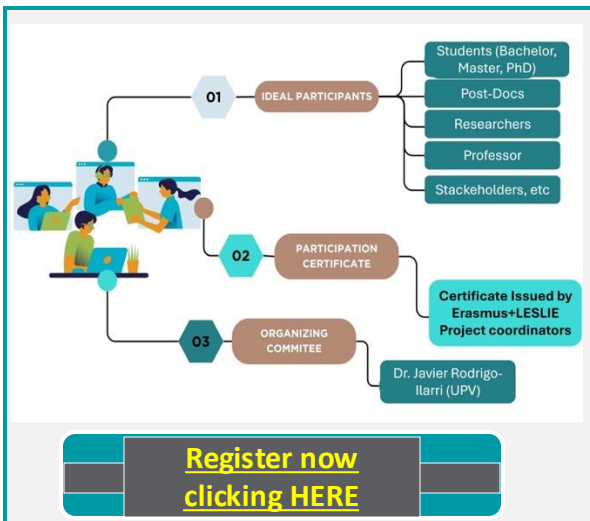 01
IDEAL PARTICIPANTS
Students (Bachelor,
Master, PhD)
Post-Docs
Researchers
Professor
Stackeholders, etc
02
PARTICIPATION
CERTIFICATE
Certificate Issued by
Erasmus+LESLIE
Project coordinators
03
ORGANIZING
COMMITEE
Dr. Javier Rodrigo-
Ilarri (UPV)
Register now
clicking HERE